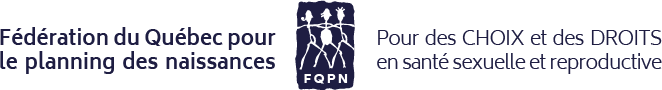 Fédération du Québec pour
le planning des naissances
FQPN
Pour des CHOIX et des DROITS
en santé sexuelle et reproductive